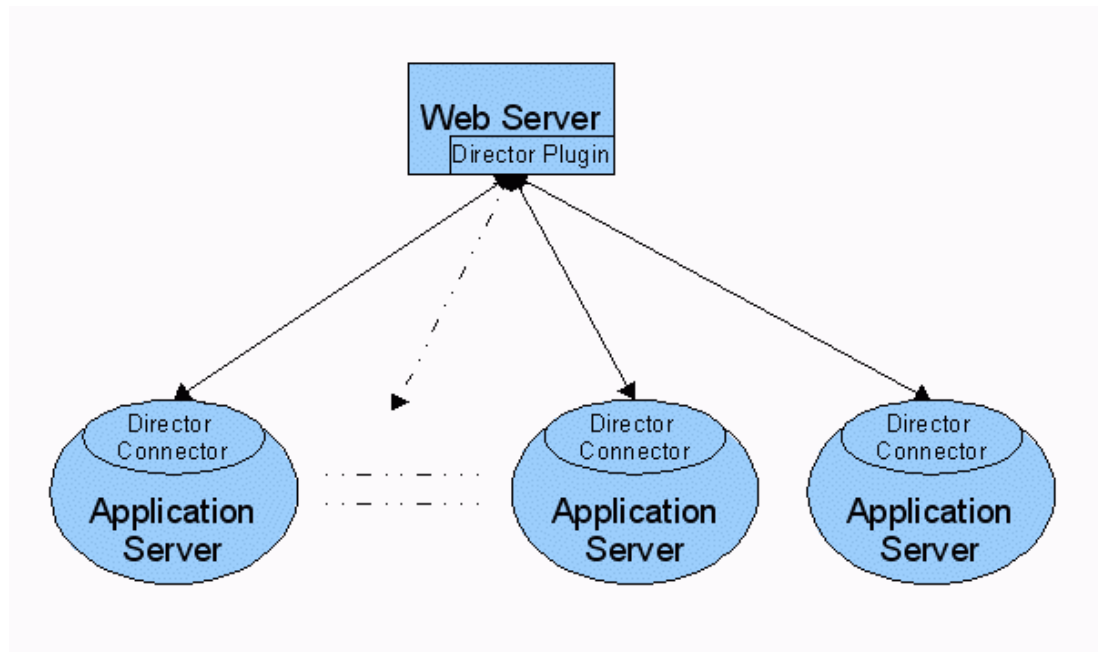 Web Server
Director Plugin
Director
Connector
Application
Server
Director
Connector
Application
Server
Director
Connector
Application
Server